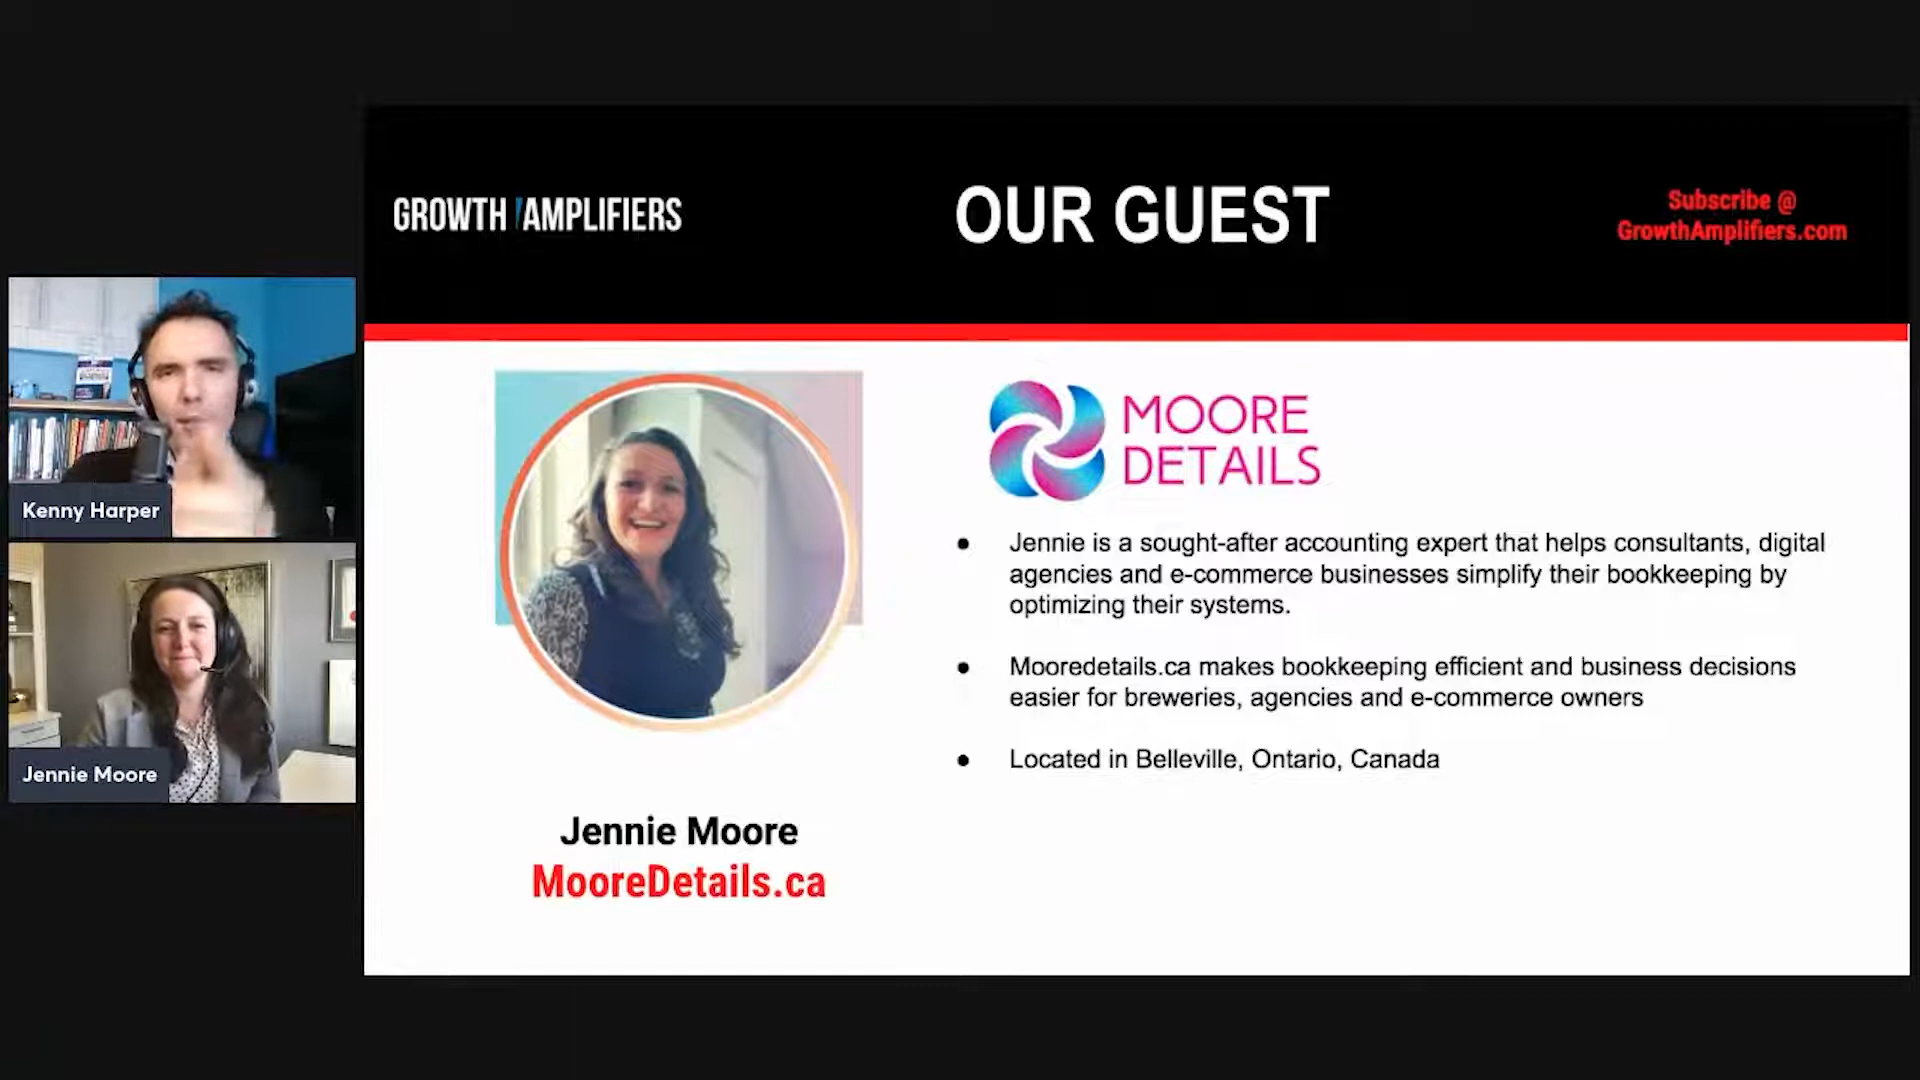 GROWTH AMPLIFIERS
OUR GUEST
Subscribe @
GrowthAmplifiers.com
Kenny Harper
Jennie Moore
MOORE
DETAILS
● Jennie is a sought-after accounting expert that helps consultants, digital
agencies and e-commerce businesses simplify their bookkeeping by
optimizing their systems.
● Mooredetails.ca makes bookkeeping efficient and business decisions
easier for breweries, agencies and e-commerce owners
● Located in Belleville, Ontario, Canada
Jennie Moore
MooreDetails.ca